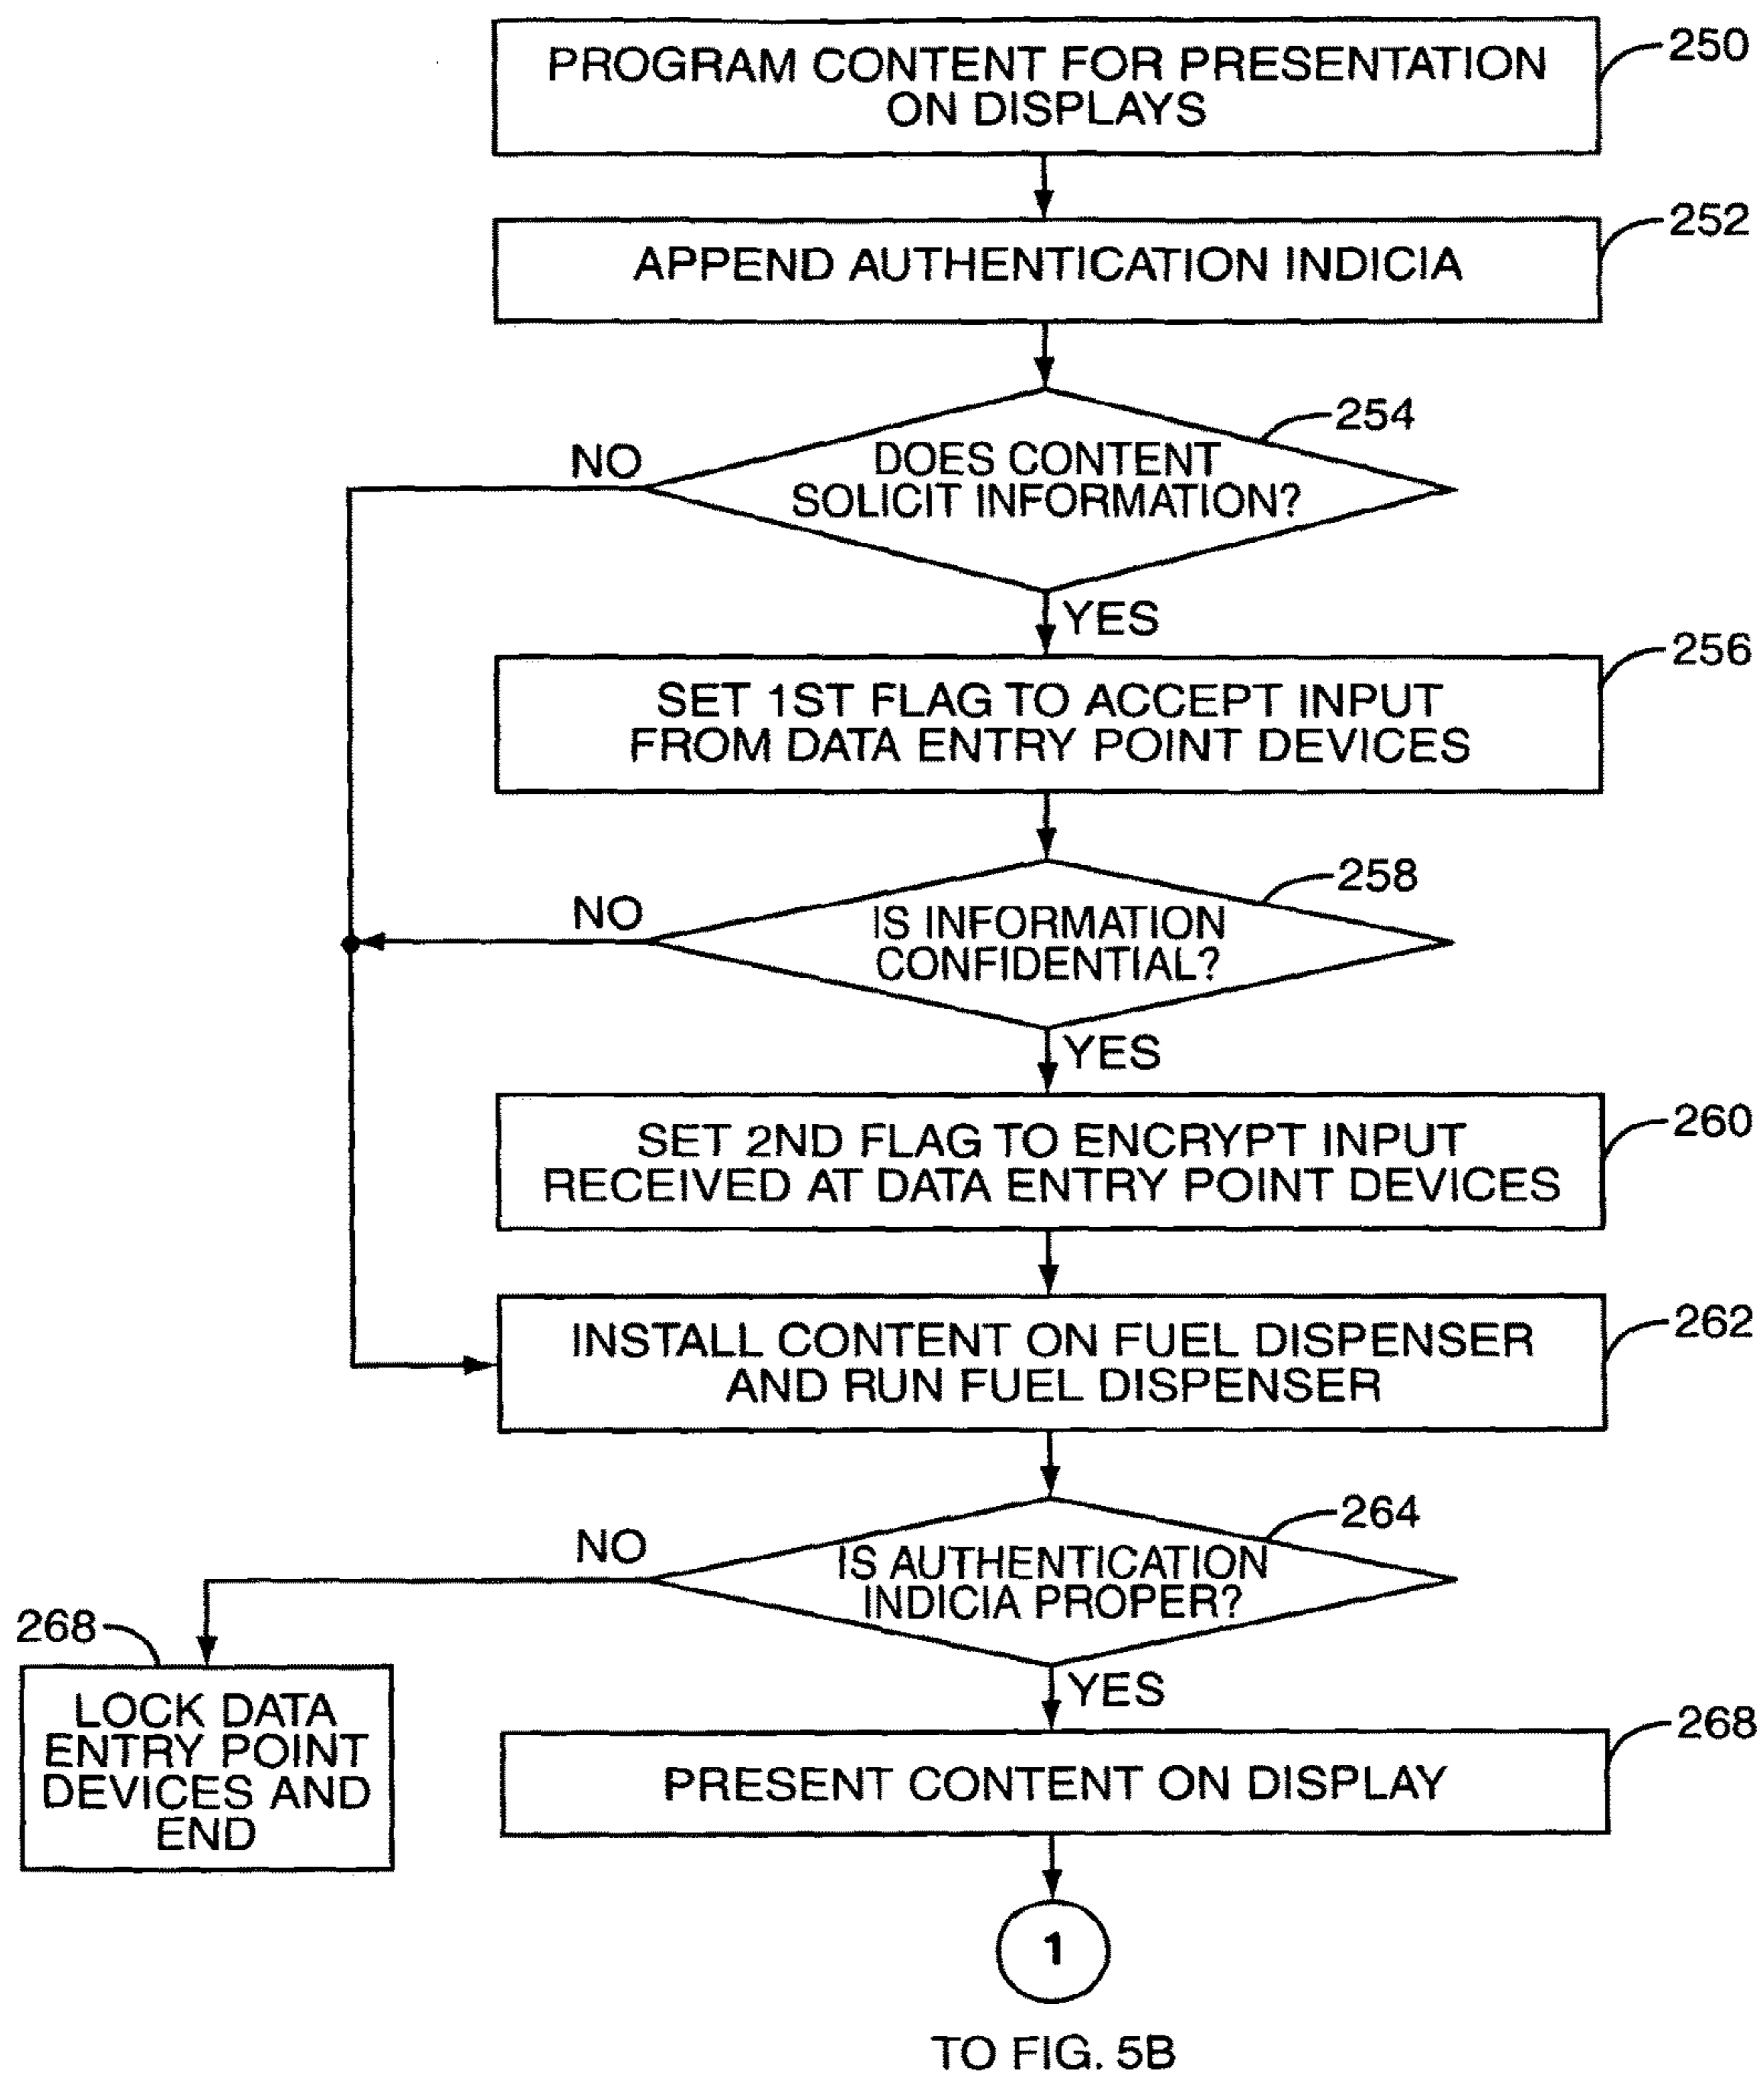 PROGRAM CONTENT FOR PRESENTATION
ON DISPLAYS
250
APPEND AUTHENTICATION INDICIA
252
DOES CONTENT
SOLICIT INFORMATION?
254
NO
YES
SET 1ST FLAG TO ACCEPT INPUT
FROM DATA ENTRY POINT DEVICES
256
IS INFORMATION
CONFIDENTIAL?
258
NO
YES
SET 2ND FLAG TO ENCRYPT INPUT
RECEIVED AT DATA ENTRY POINT DEVICES
260
INSTALL CONTENT ON FUEL DISPENSER
AND RUN FUEL DISPENSER
262
IS AUTHENTICATION
INDICIA PROPER?
264
NO
268
LOCK DATA
ENTRY POINT
DEVICES AND
END
YES
PRESENT CONTENT ON DISPLAY
268
1
TO FIG. 5B